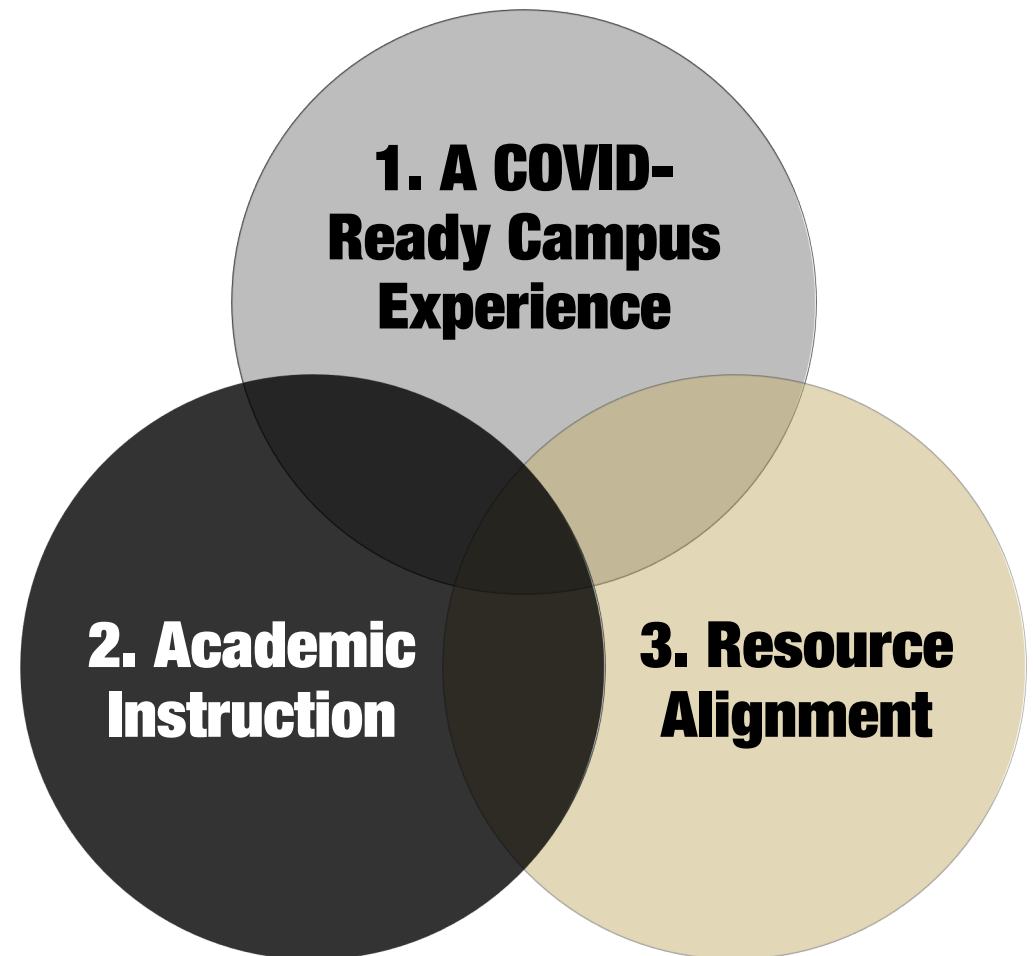 1. A COVID-
Ready Campus
Experience
2. Academic
Instruction
3. Resource
Alignment